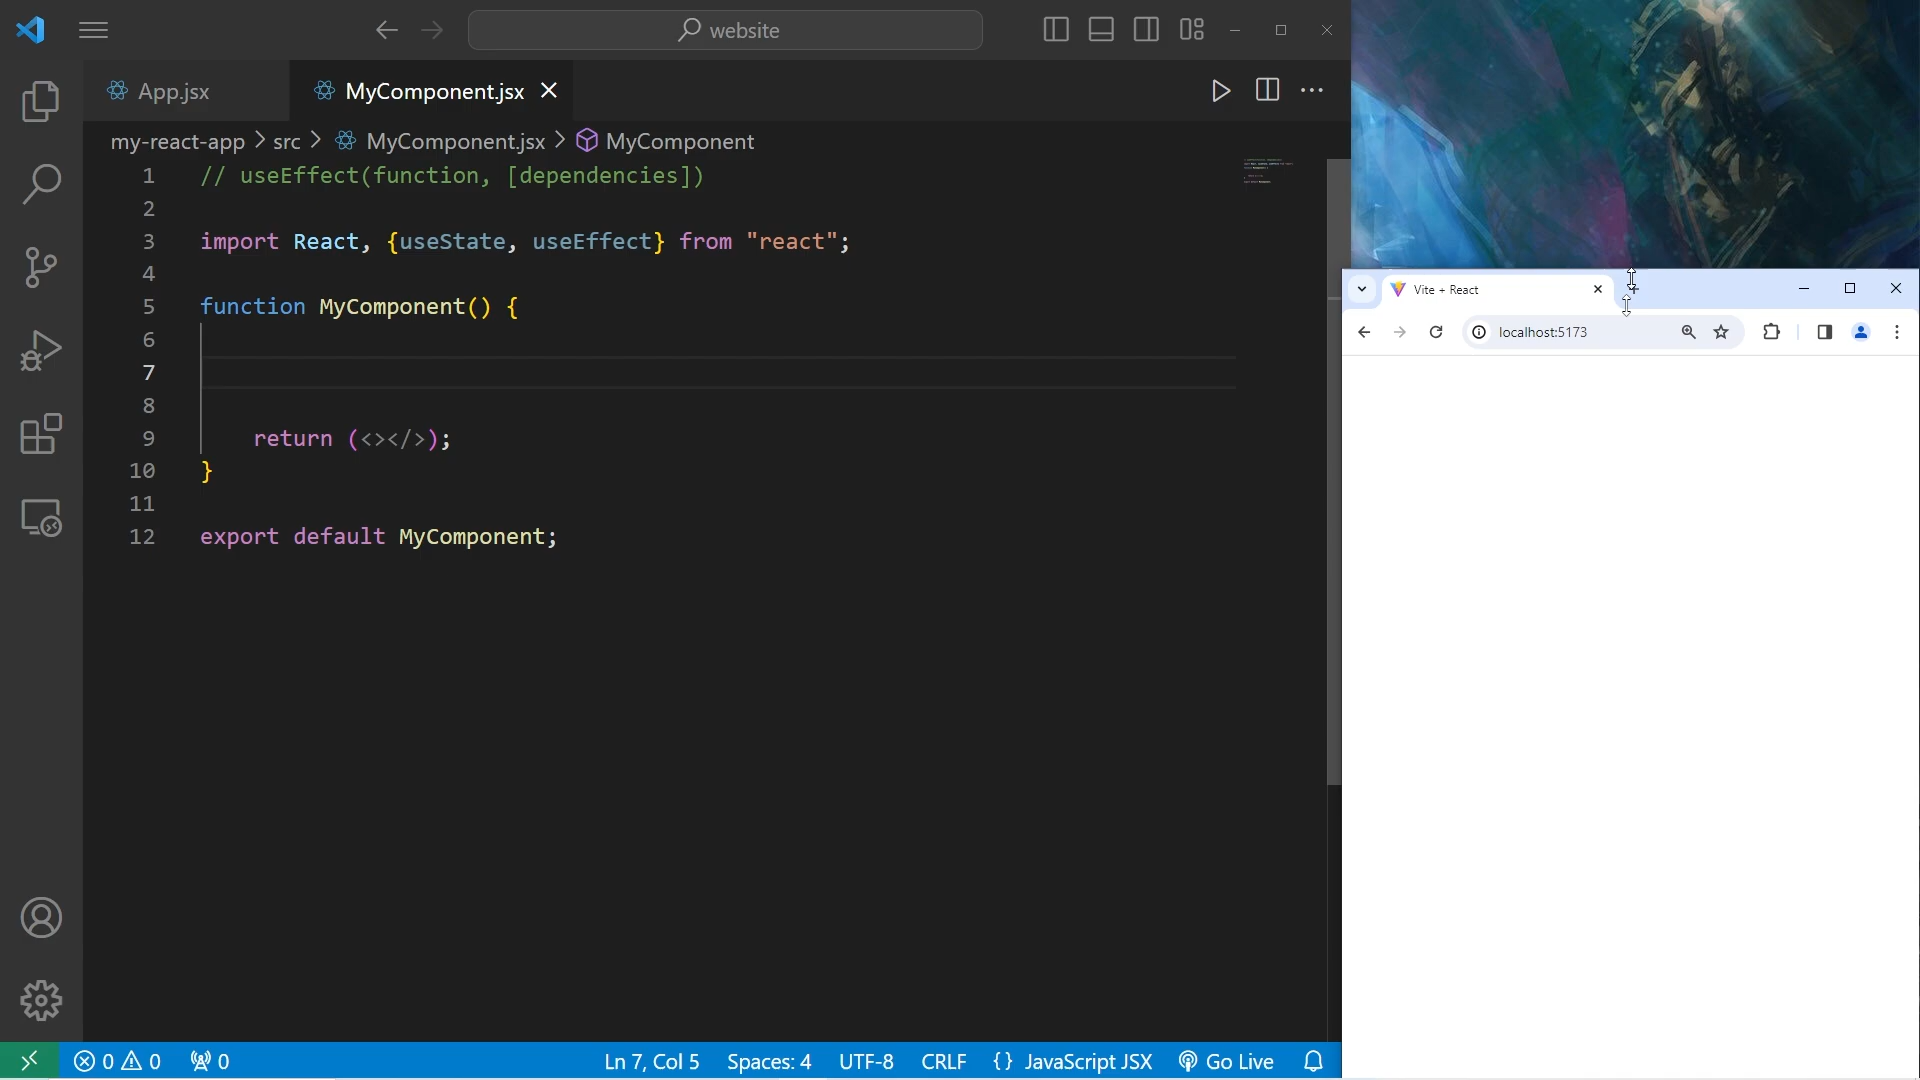 website
App.jsx
MyComponent.jsx
my-react-app > src > MyComponent.jsx > MyComponent
1 // useEffect(function, [dependencies])
2
3 import React, {useState, useEffect} from "react";
4
5 function MyComponent() {
6
7
8
9 return (<></>);
10 }
11
12 export default MyComponent;
0 0 0
Ln 7, Col 5 Spaces: 4 UTF-8 CRLF {} JavaScript JSX Go Live
Vite + React
localhost:5173